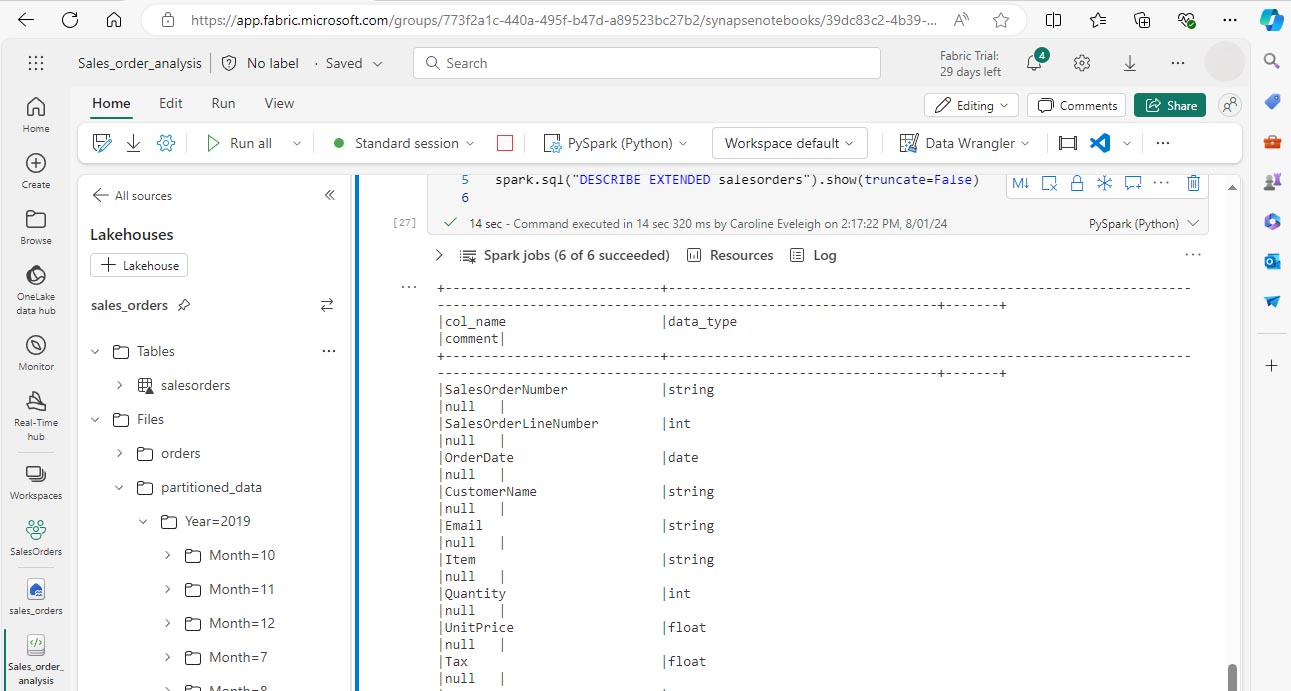 https://app.fabric.microsoft.com/groups/773f2a1c-440a-495f-b47d-a89523bc27b2/synapsenotebooks/39dc83c2-4b39-...
Sales_order_analysis
No label
· Saved
Search
Fabric Trial:
29 days left
4
Home
Edit
Run
View
Editing
Comments
Share
Run all
Standard session
PySpark (Python)
Workspace default
Data Wrangler
Home
Create
Browse
OneLake
data hub
Monitor
Real-Time
hub
Workspaces
SalesOrders
sales_orders
Sales_order_
analysis
All sources
Lakehouses
Lakehouse
sales_orders
Tables
salesorders
Files
orders
partitioned_data
Year=2019
Month=10
Month=11
Month=12
Month=7
Month=8
5 spark.sql("DESCRIBE EXTENDED salesorders").show(truncate=False)
6
M↓
[27]
14 sec - Command executed in 14 sec 320 ms by Caroline Eveleigh on 2:17:22 PM, 8/01/24
PySpark (Python)
Spark jobs (6 of 6 succeeded)
Resources
Log
+----------------------------+--------------------------------------------------------------------
-----------------------------------------------------------------+-------+
|col_name |data_type
|comment|
+----------------------------+--------------------------------------------------------------------
-----------------------------------------------------------------+-------+
|SalesOrderNumber |string
|null |
|SalesOrderLineNumber |int
|null |
|OrderDate |date
|null |
|CustomerName |string
|null |
|Email |string
|null |
|Item |string
|null |
|Quantity |int
|null |
|UnitPrice |float
|null |
|Tax |float
|null |